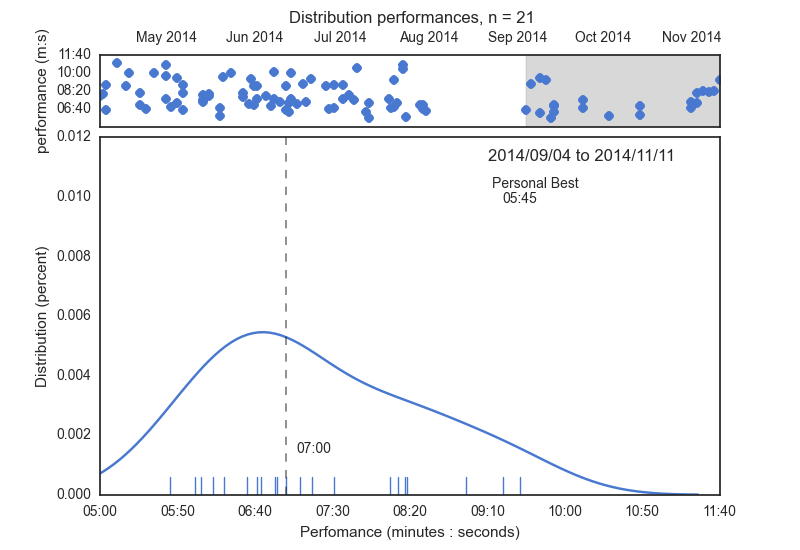 Distribution performances, n = 21
May 2014 Jun 2014 Jul 2014 Aug 2014 Sep 2014 Oct 2014 Nov 2014
performance (m:s)
11:40
10:00
08:20
06:40
0.012
0.010
0.008
0.006
0.004
0.002
0.000
Distribution (percent)
2014/09/04 to 2014/11/11
Personal Best
05:45
07:00
05:00 05:50 06:40 07:30 08:20 09:10 10:00 10:50 11:40
Perfomance (minutes : seconds)